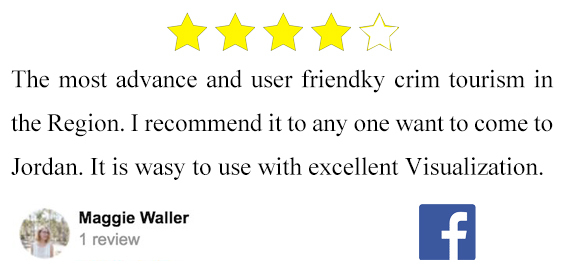 The most advance and user friendky crim tourism in
the Region. I recommend it to any one want to come to
Jordan. It is wasy to use with excellent Visualization.
Maggie Waller
1 review